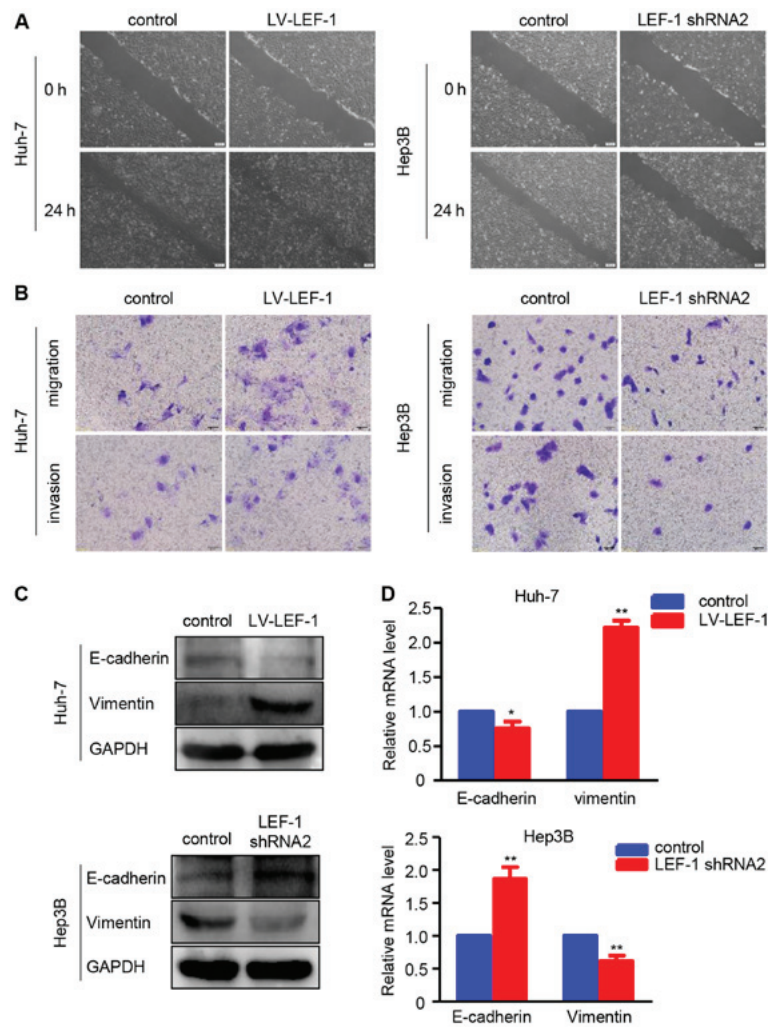 A
control LV-LEF-1
control LEF-1 shRNA2
Huh-7
0 h
24 h
Hep3B
0 h
24 h
B
control LV-LEF-1
control LEF-1 shRNA2
Huh-7
migration
invasion
Hep3B
migration
invasion
C
control LV-LEF-1
Huh-7
E-cadherin
Vimentin
GAPDH
control LEF-1
shRNA2
Hep3B
E-cadherin
Vimentin
GAPDH
D
Huh-7
control
LV-LEF-1
Relative mRNA level
2.5
2.0
1.5
1.0
0.5
0.0
*
**
E-cadherin vimentin
Hep3B
control
LEF-1 shRNA2
Relative mRNA level
2.5
2.0
1.5
1.0
0.5
0.0
**
**
E-cadherin Vimentin